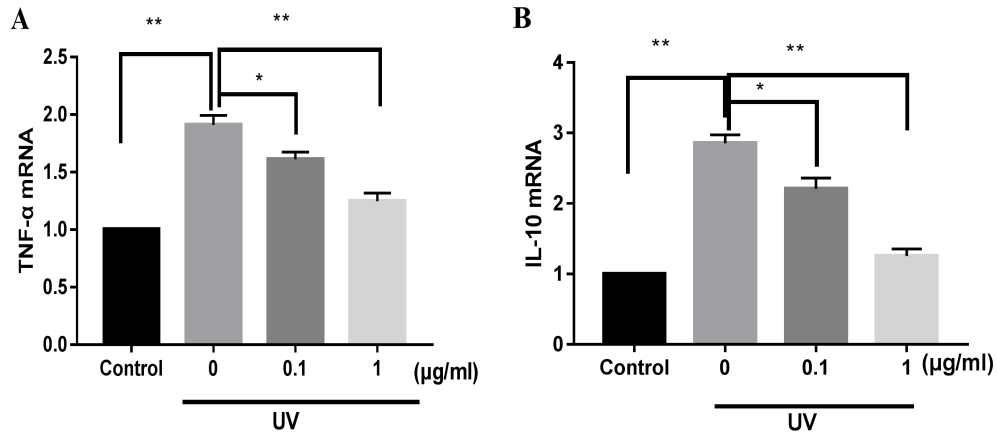 A
**
**
*
2.5
2.0
1.5
1.0
0.5
0.0
TNF-α mRNA
Control 0 0.1 1 (μg/ml)
UV
B
**
**
*
4
3
2
1
0
IL-10 mRNA
Control 0 0.1 1 (μg/ml)
UV